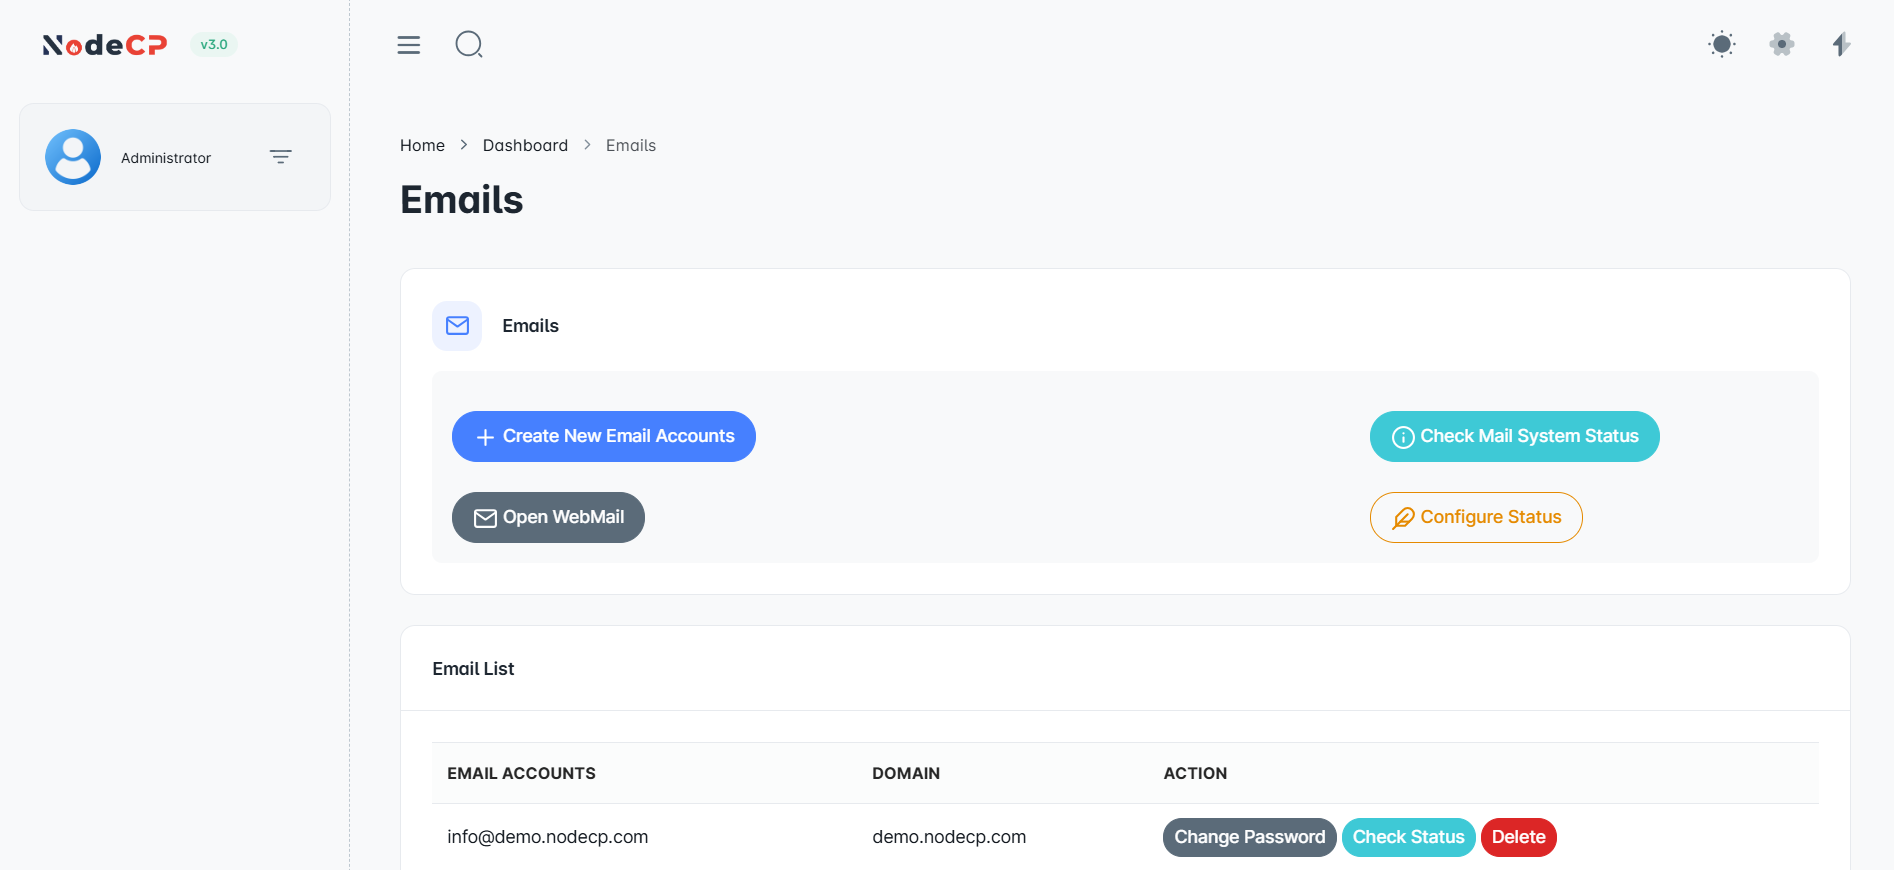 NodeCP v3.0
Administrator
Home > Dashboard > Emails
Emails
Emails
Create New Email Accounts
Check Mail System Status
Open WebMail
Configure Status
Email List
EMAIL ACCOUNTS DOMAIN ACTION
info@demo.nodecp.com demo.nodecp.com Change Password Check Status Delete